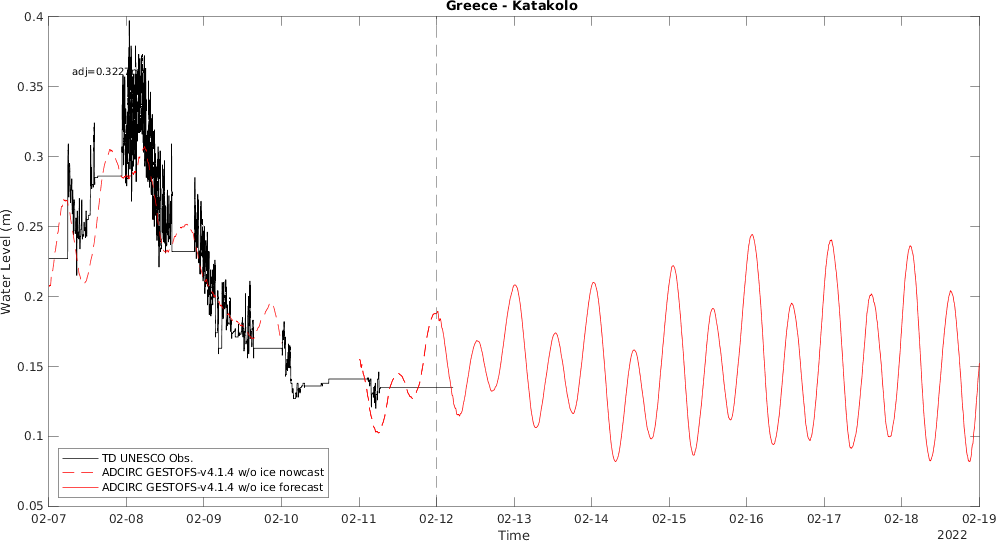 Greece - Katakolo
0.4
0.35
0.3
0.25
0.2
0.15
0.1
0.05
Water Level (m)
adj=0.322
TD UNESCO Obs.
ADCIRC GESTOFS-v4.1.4 w/o ice nowcast
ADCIRC GESTOFS-v4.1.4 w/o ice forecast
02-07 02-08 02-09 02-10 02-11 02-12 02-13 02-14 02-15 02-16 02-17 02-18 02-19
Time
2022